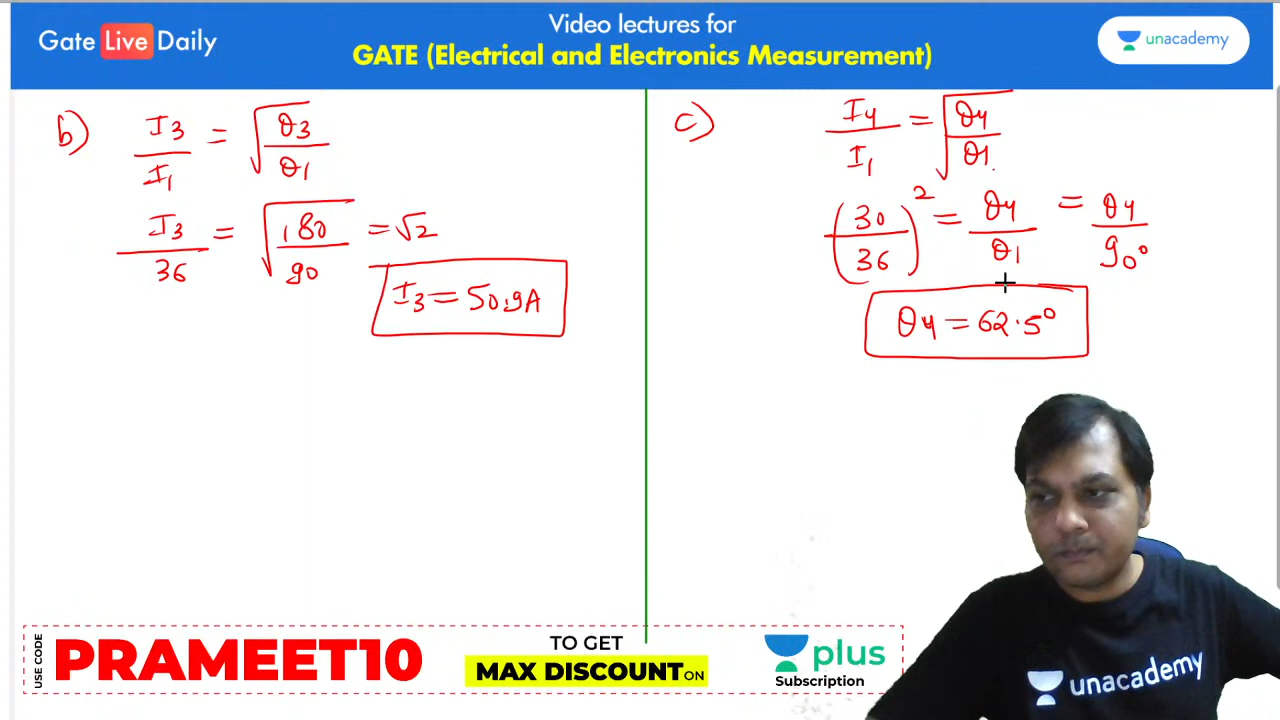 Gate Live Daily
Video lectures for
GATE (Electrical and Electronics Measurement)
unacademy
b) I3/I1 = √(θ3/θ1)
I3/36 = √(180/90) = √2
I3 = 50.9A
c) I4/I1 = √(θ4/θ1)
(30/36)² = θ4/θ1 = θ4/90°
θ4 = 62.5°
USE CODE
PRAMEET10
TO GET
MAX DISCOUNT ON
plus
Subscription
unacademy